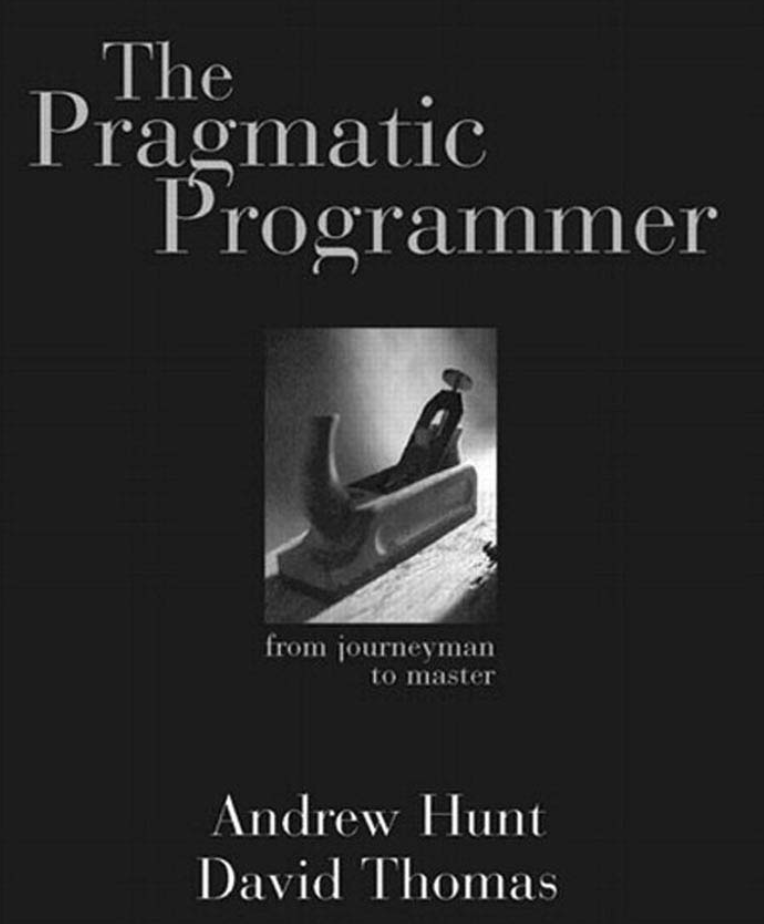 The
Pragmatic
Programmer
from journeyman
to master
Andrew Hunt
David Thomas